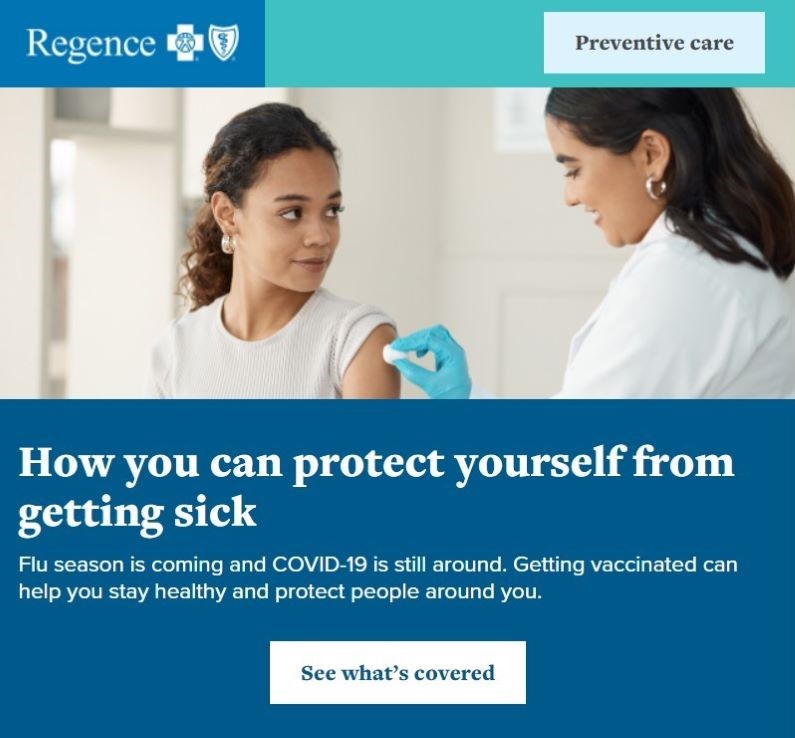 Regence
Preventive care
How you can protect yourself from
getting sick
Flu season is coming and COVID-19 is still around. Getting vaccinated can
help you stay healthy and protect people around you.
See what’s covered